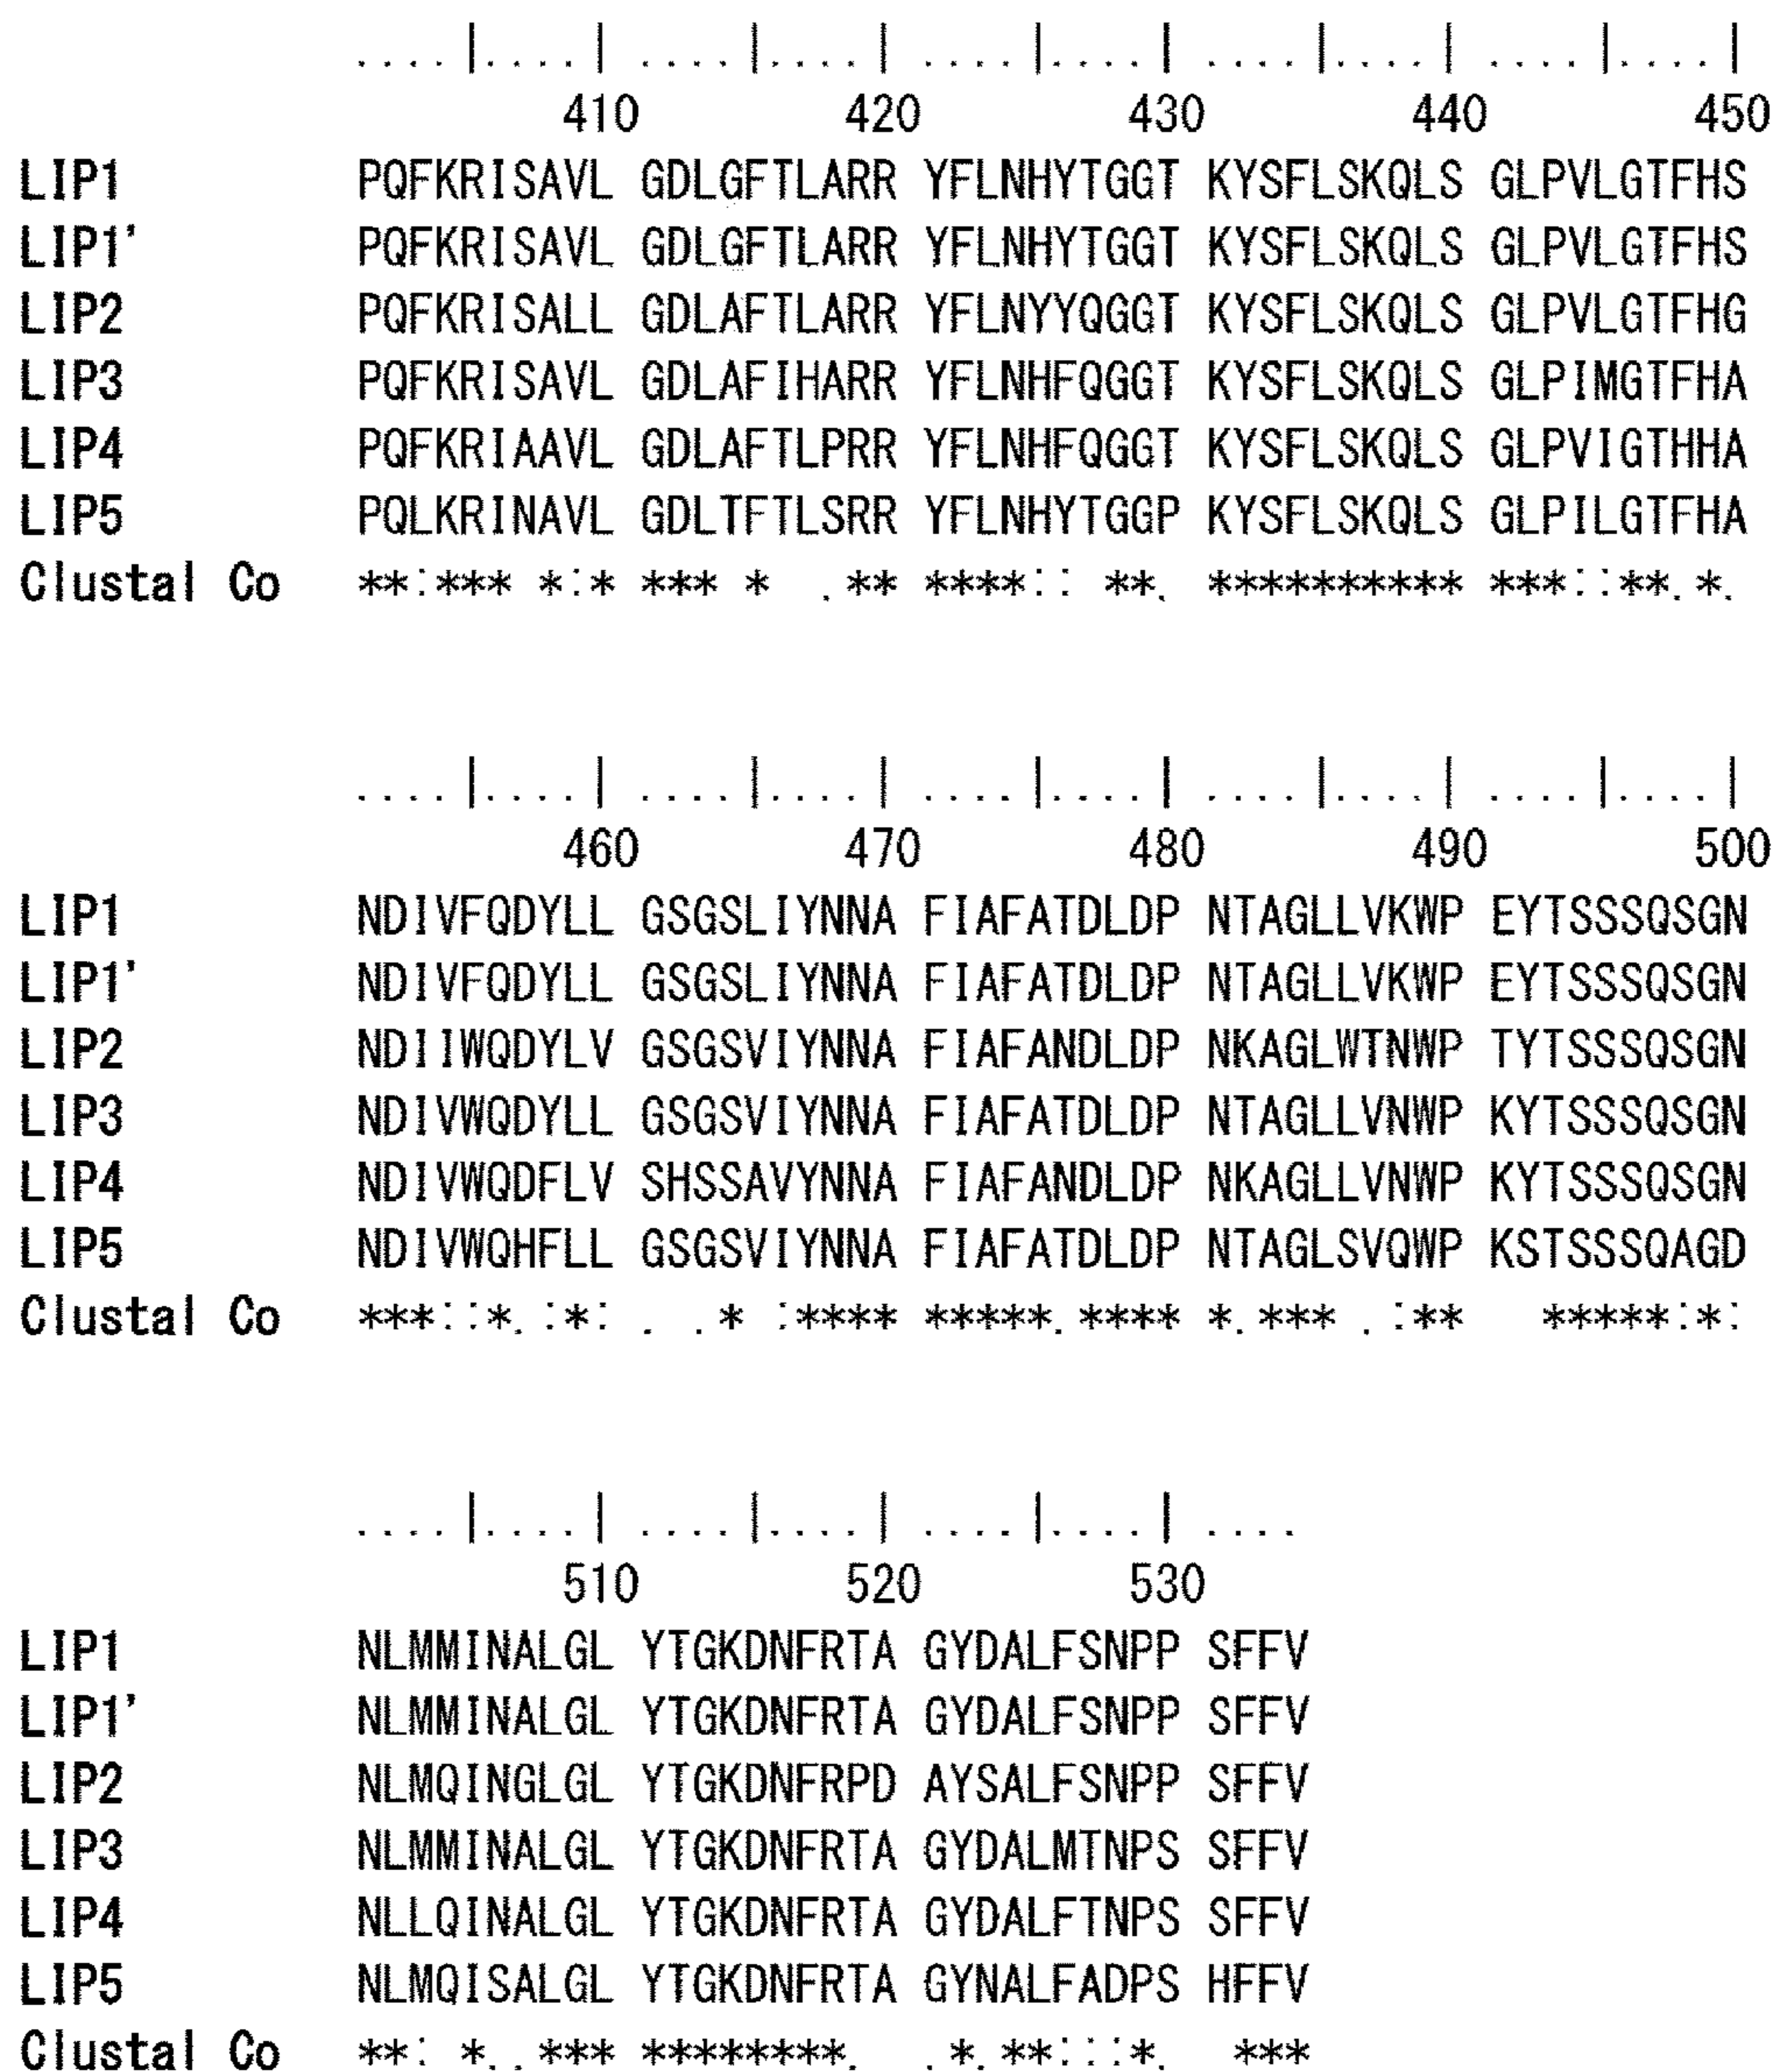 ....|....| ....|....| ....|....| ....|....| ....|....|
410 420 430 440 450
LIP1 PQFKRISAVL GDLGFTLARR YFLNHYTGGT KYSFLSKQLS GLPVLGTFHS
LIP1' PQFKRISAVL GDLGFTLARR YFLNHYTGGT KYSFLSKQLS GLPVLGTFHS
LIP2 PQFKRISALL GDLAFTLARR YFLNYYQGGT KYSFLSKQLS GLPVLGTFHG
LIP3 PQFKRISAVL GDLAFIHARR YFLNHFQGGT KYSFLSKQLS GLPIMGTFHA
LIP4 PQFKRIAAVL GDLAFTLPRR YFLNHFQGGT KYSFLSKQLS GLPVIGTHHA
LIP5 PQLKRINAVL GDLTFTLSRR YFLNHYTGGP KYSFLSKQLS GLPILGTFHA
Clustal Co **:*** *:* *** *  .** ****:: **. ********** ***::**.*.
....|....| ....|....| ....|....| ....|....| ....|....|
460 470 480 490 500
LIP1 NDIVFQDYLL GSGSLIYNNA FIAFATDLDP NTAGLLVKWP EYTSSSQSGN
LIP1' NDIVFQDYLL GSGSLIYNNA FIAFATDLDP NTAGLLVKWP EYTSSSQSGN
LIP2 NDIIWQDYLV GSGSVIYNNA FIAFANDLDP NKAGLWTNWP TYTSSSQSGN
LIP3 NDIVWQDYLL GSGSVIYNNA FIAFATDLDP NTAGLLVNWP KYTSSSQSGN
LIP4 NDIVWQDFLV SHSSAVYNNA FIAFANDLDP NKAGLLVNWP KYTSSSQSGN
LIP5 NDIVWQHFLL GSGSVIYNNA FIAFATDLDP NTAGLSVQWP KSTSSSQAGD
Clustal Co ***::*.:*: . .* :**** *****.**** *.*** .:**   *****:*:
....|....| ....|....| ....|....| ....
510 520 530
LIP1 NLMMINALGL YTGKDNFRTA GYDALFSNPP SFFV
LIP1' NLMMINALGL YTGKDNFRTA GYDALFSNPP SFFV
LIP2 NLMQINGLGL YTGKDNFRPD AYSALFSNPP SFFV
LIP3 NLMMINALGL YTGKDNFRTA GYDALMTNPS SFFV
LIP4 NLLQINALGL YTGKDNFRTA GYDALFTNPS SFFV
LIP5 NLMQISALGL YTGKDNFRTA GYNALFADPS HFFV
Clustal Co **: *..*** ********.  .*.**:::*.  ***